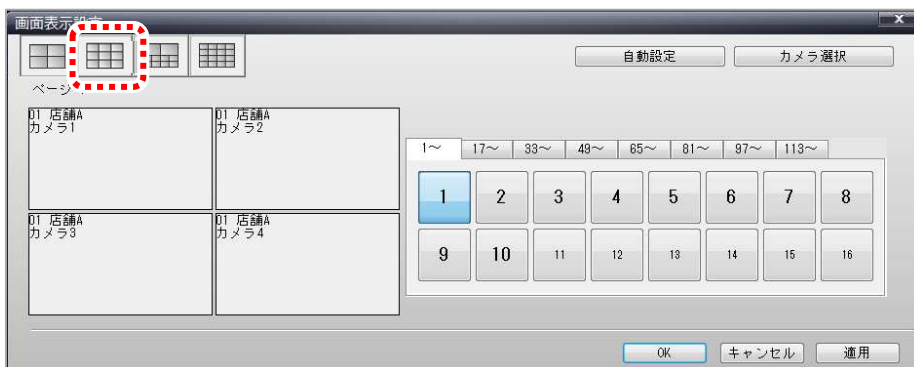 画面表示設定
自動設定
カメラ選択
ページ
01 店舗A
カメラ1
01 店舗A
カメラ2
01 店舗A
カメラ3
01 店舗A
カメラ4
1～ 17～ 33～ 49～ 65～ 81～ 97～ 113～
1 2 3 4 5 6 7 8
9 10 11 12 13 14 15 16
OK キャンセル 適用